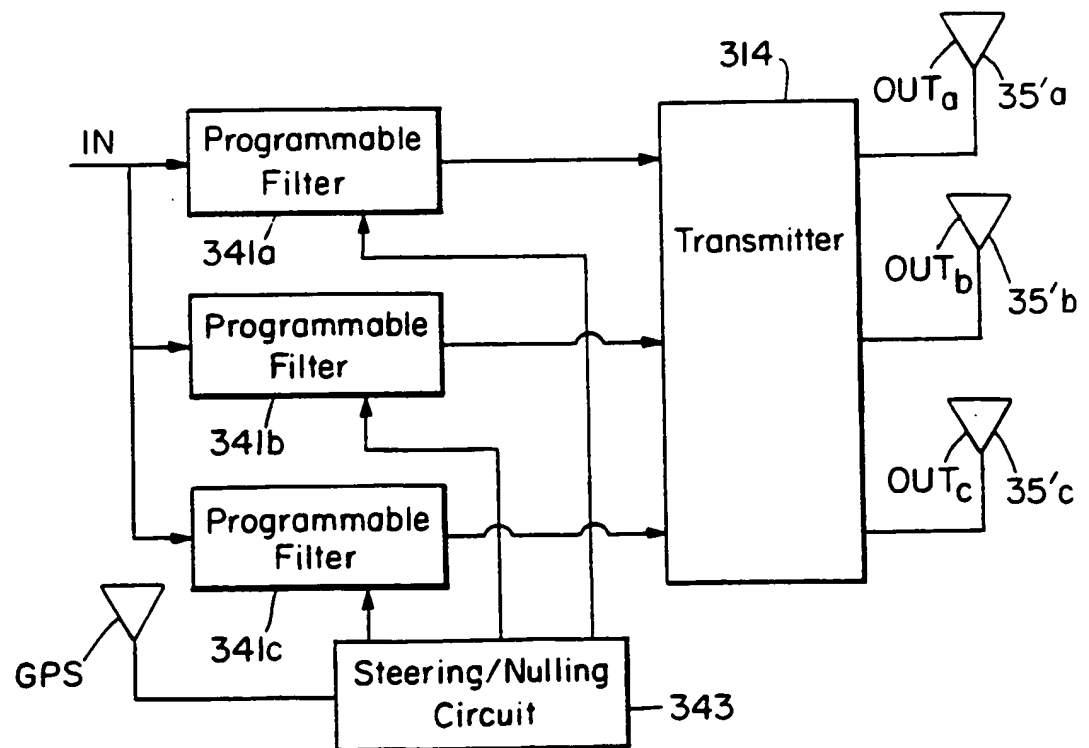 314
OUTa
35'a
IN
Programmable
Filter
341a
Transmitter
OUTb
35'b
Programmable
Filter
341b
OUTc
35'c
Programmable
Filter
341c
GPS
Steering/Nulling
Circuit
343